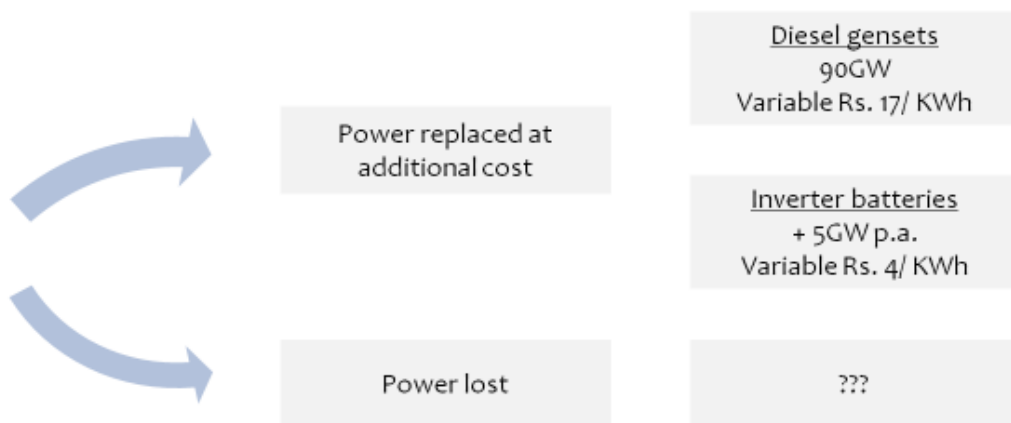 Diesel gensets
90GW
Variable Rs. 17/ KWh
Power replaced at
additional cost
Inverter batteries
+ 5GW p.a.
Variable Rs. 4/ KWh
Power lost
???